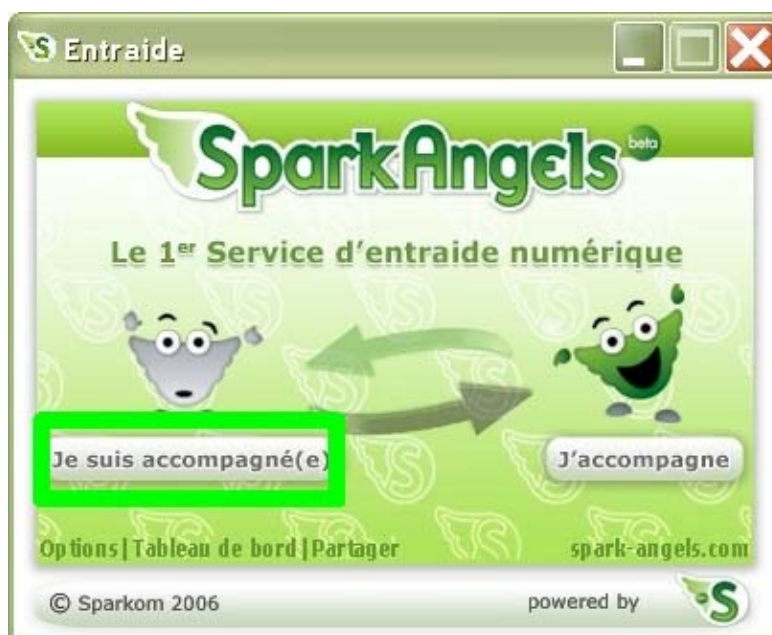 Entraide
SparkAngels beta
Le 1er Service d'entraide numérique
Je suis accompagné(e)
J'accompagne
Options|Tableau de bord|Partager
spark-angels.com
© Sparkom 2006
powered by S